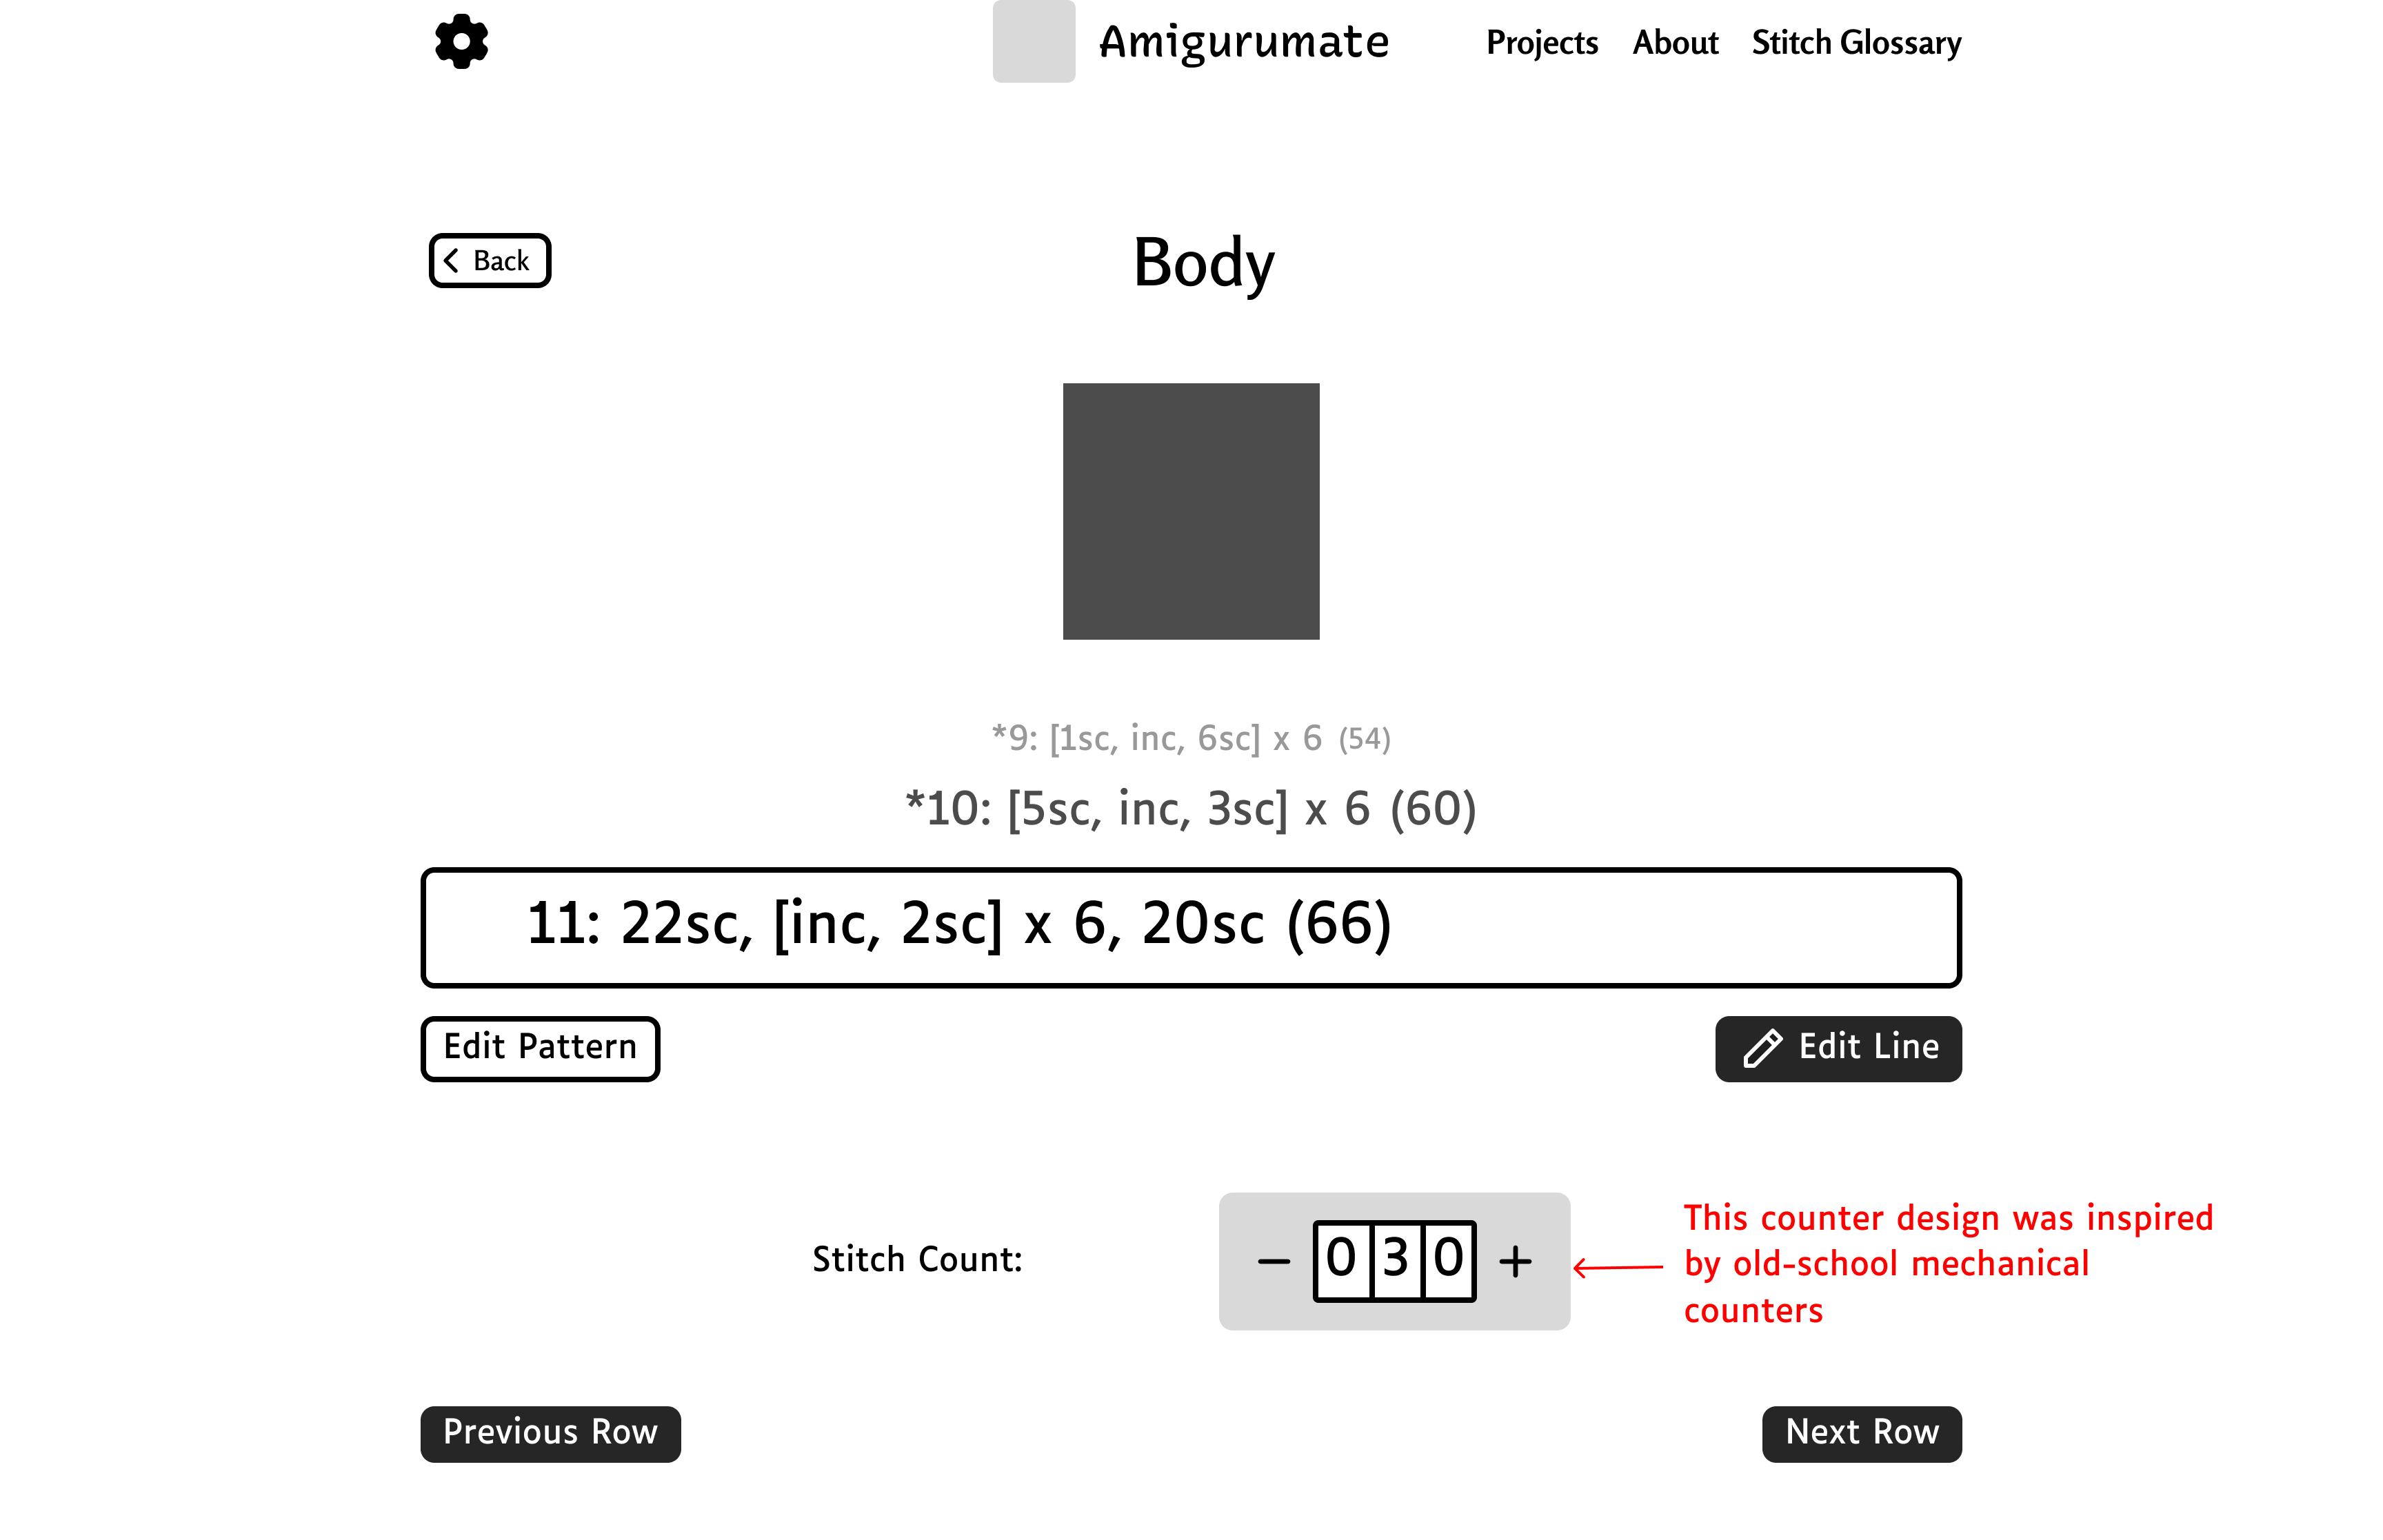 Amigurumate
Projects About Stitch Glossary
Back
Body
*9: [1sc, inc, 6sc] x 6 (54)
*10: [5sc, inc, 3sc] x 6 (60)
11: 22sc, [inc, 2sc] x 6, 20sc (66)
Edit Pattern
Edit Line
Stitch Count:
− 0 3 0 +
This counter design was inspired
by old-school mechanical
counters
Previous Row
Next Row